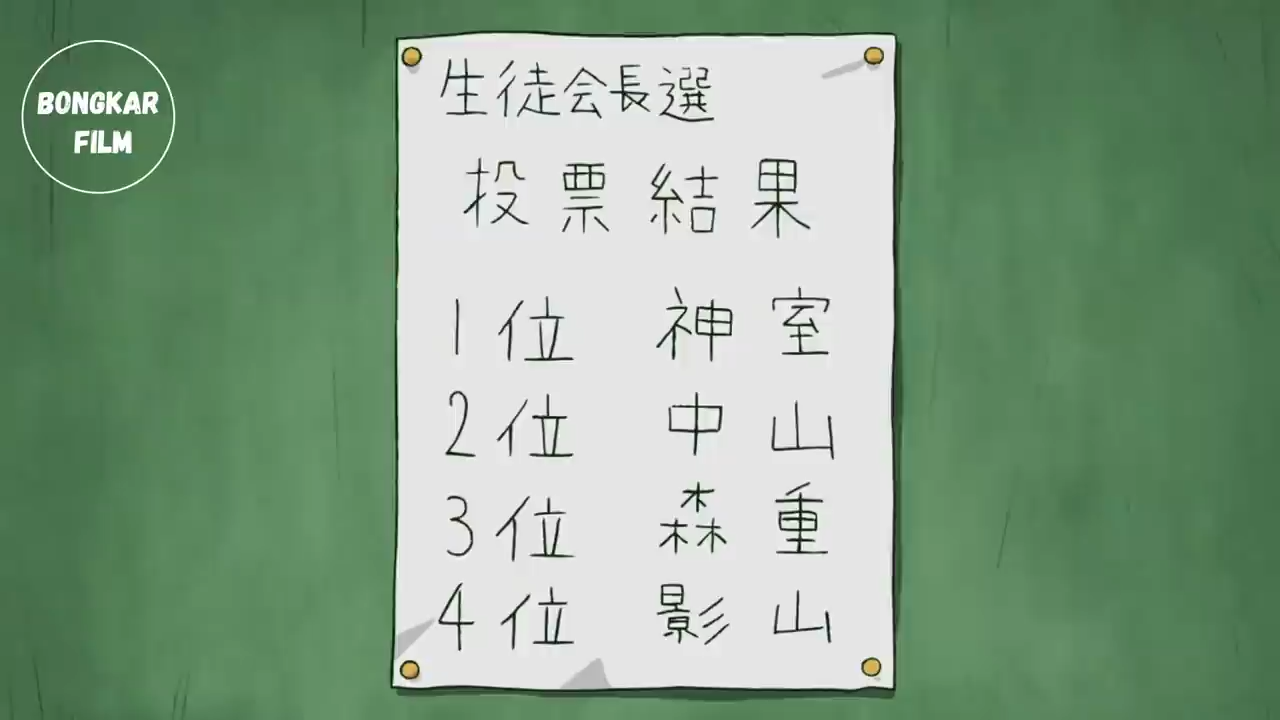 BONGKAR
FILM
生徒会長選
投票結果
1位 神室
2位 中山
3位 森重
4位 影山